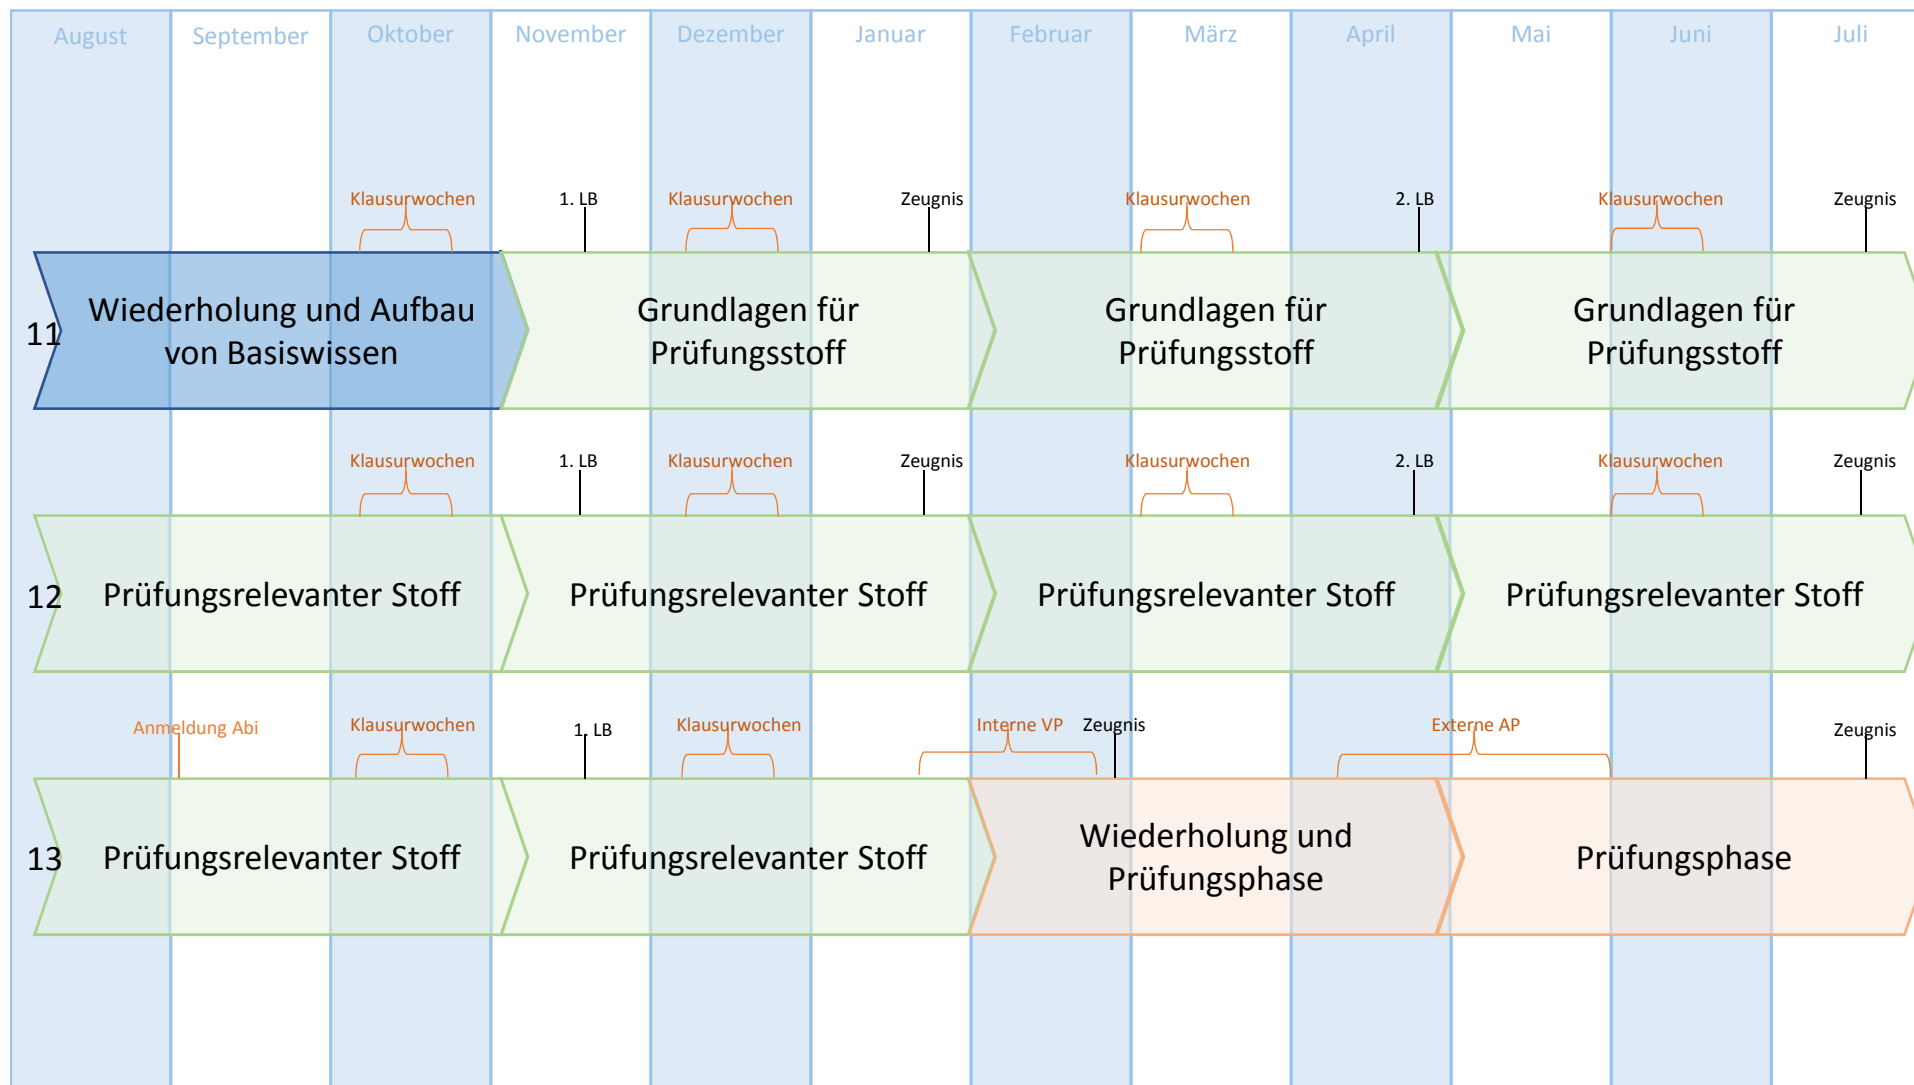 August September Oktober November Dezember Januar Februar März April Mai Juni Juli
Klausurwochen 1. LB Klausurwochen Zeugnis Klausurwochen 2. LB Klausurwochen Zeugnis
11
Wiederholung und Aufbau
von Basiswissen
Grundlagen für
Prüfungsstoff
Grundlagen für
Prüfungsstoff
Grundlagen für
Prüfungsstoff
Klausurwochen 1. LB Klausurwochen Zeugnis Klausurwochen 2. LB Klausurwochen Zeugnis
12 Prüfungsrelevanter Stoff Prüfungsrelevanter Stoff Prüfungsrelevanter Stoff Prüfungsrelevanter Stoff
Anmeldung Abi Klausurwochen 1. LB Klausurwochen Interne VP Zeugnis Externe AP Zeugnis
13 Prüfungsrelevanter Stoff Prüfungsrelevanter Stoff
Wiederholung und
Prüfungsphase
Prüfungsphase